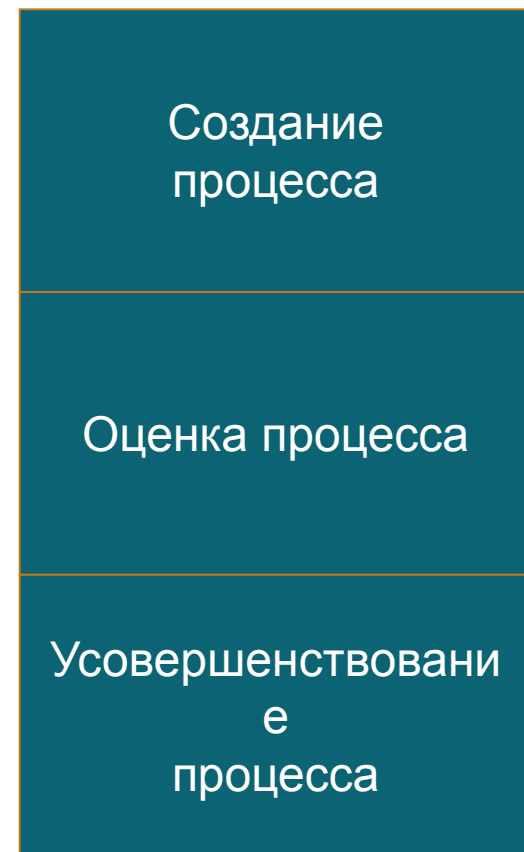 Создание
процесса
Оценка процесса
Усовершенствовани
е
процесса